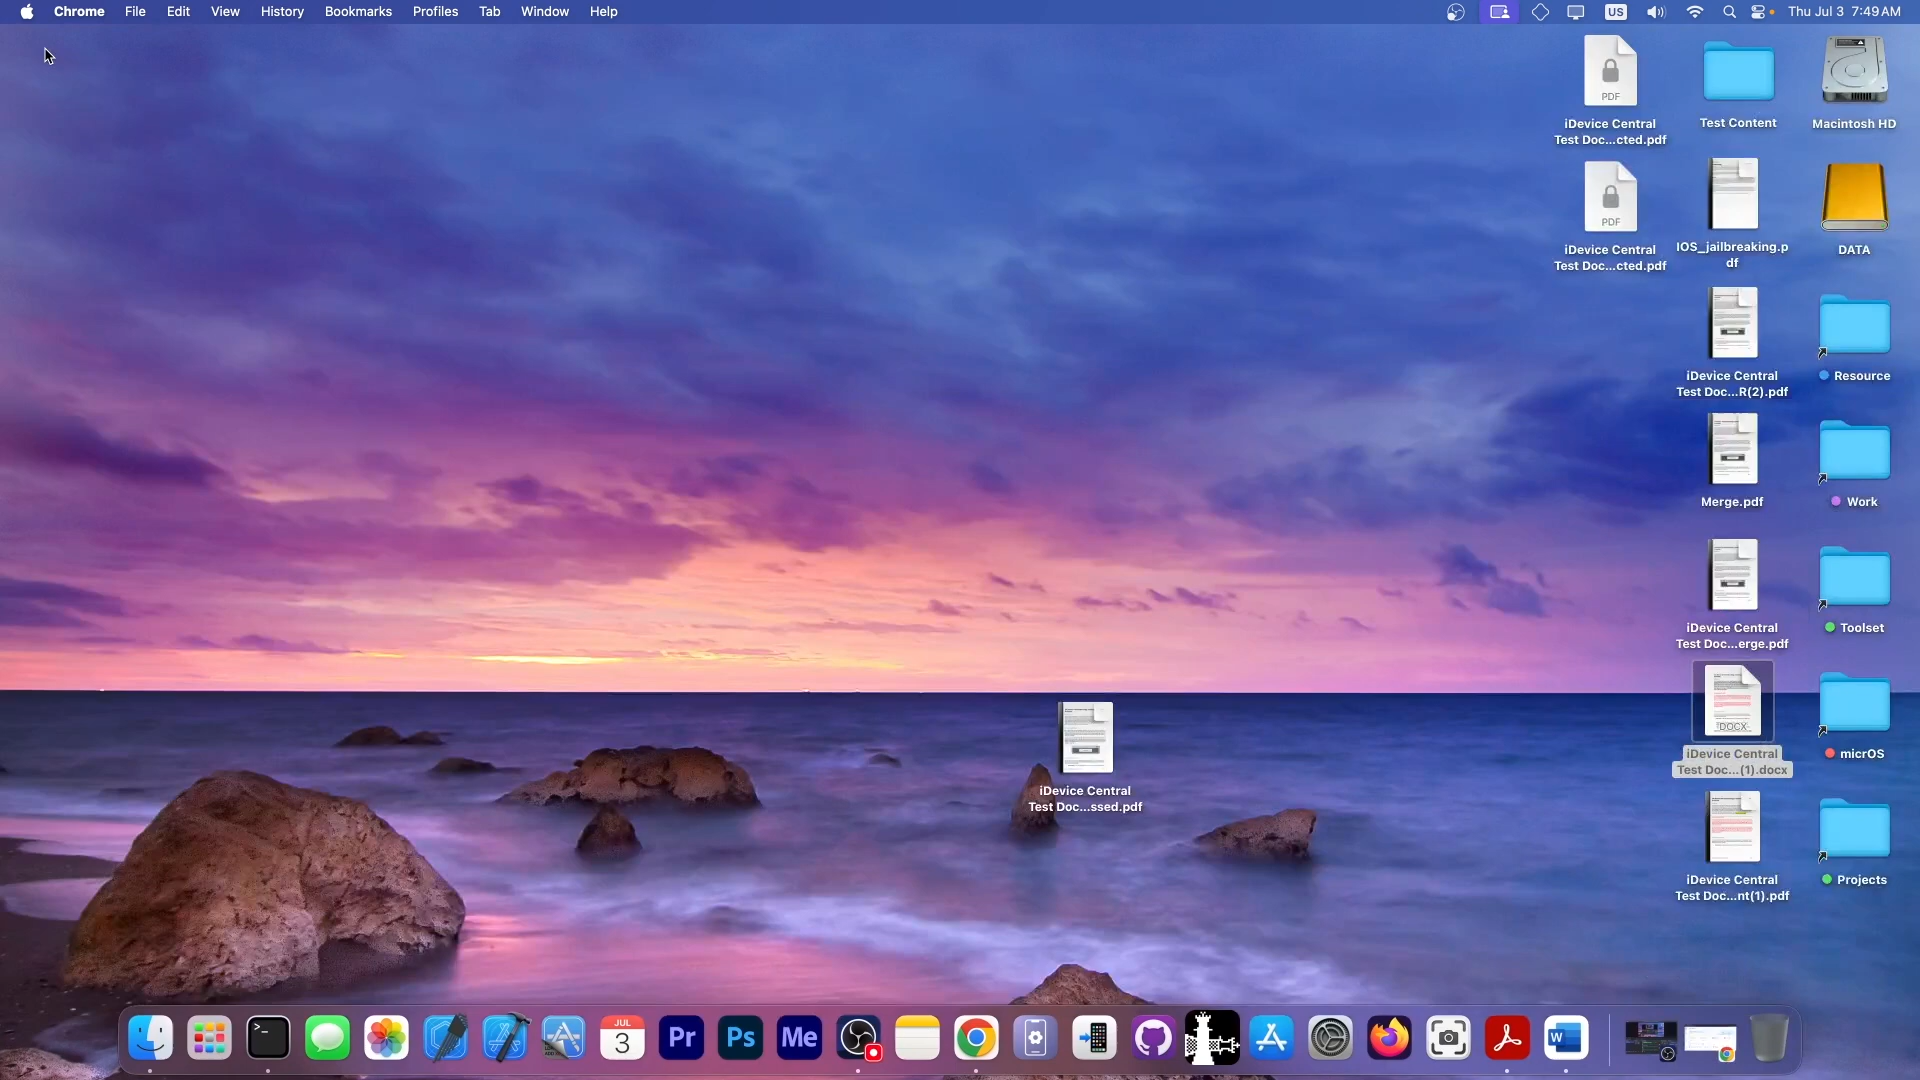 Chrome File Edit View History Bookmarks Profiles Tab Window Help
US
Thu Jul 3 7:49 AM
PDF
iDevice Central
Test Doc...cted.pdf
Test Content
Macintosh HD
PDF
iDevice Central
Test Doc...cted.pdf
IOS_jailbreaking.p
df
DATA
iDevice Central
Test Doc...R(2).pdf
Resource
Merge.pdf
Work
iDevice Central
Test Doc...erge.pdf
Toolset
DOCX
iDevice Central
Test Doc...(1).docx
micrOS
iDevice Central
Test Doc...ssed.pdf
iDevice Central
Test Doc...nt(1).pdf
Projects
>_
JUL
3
Pr
Ps
Me
W